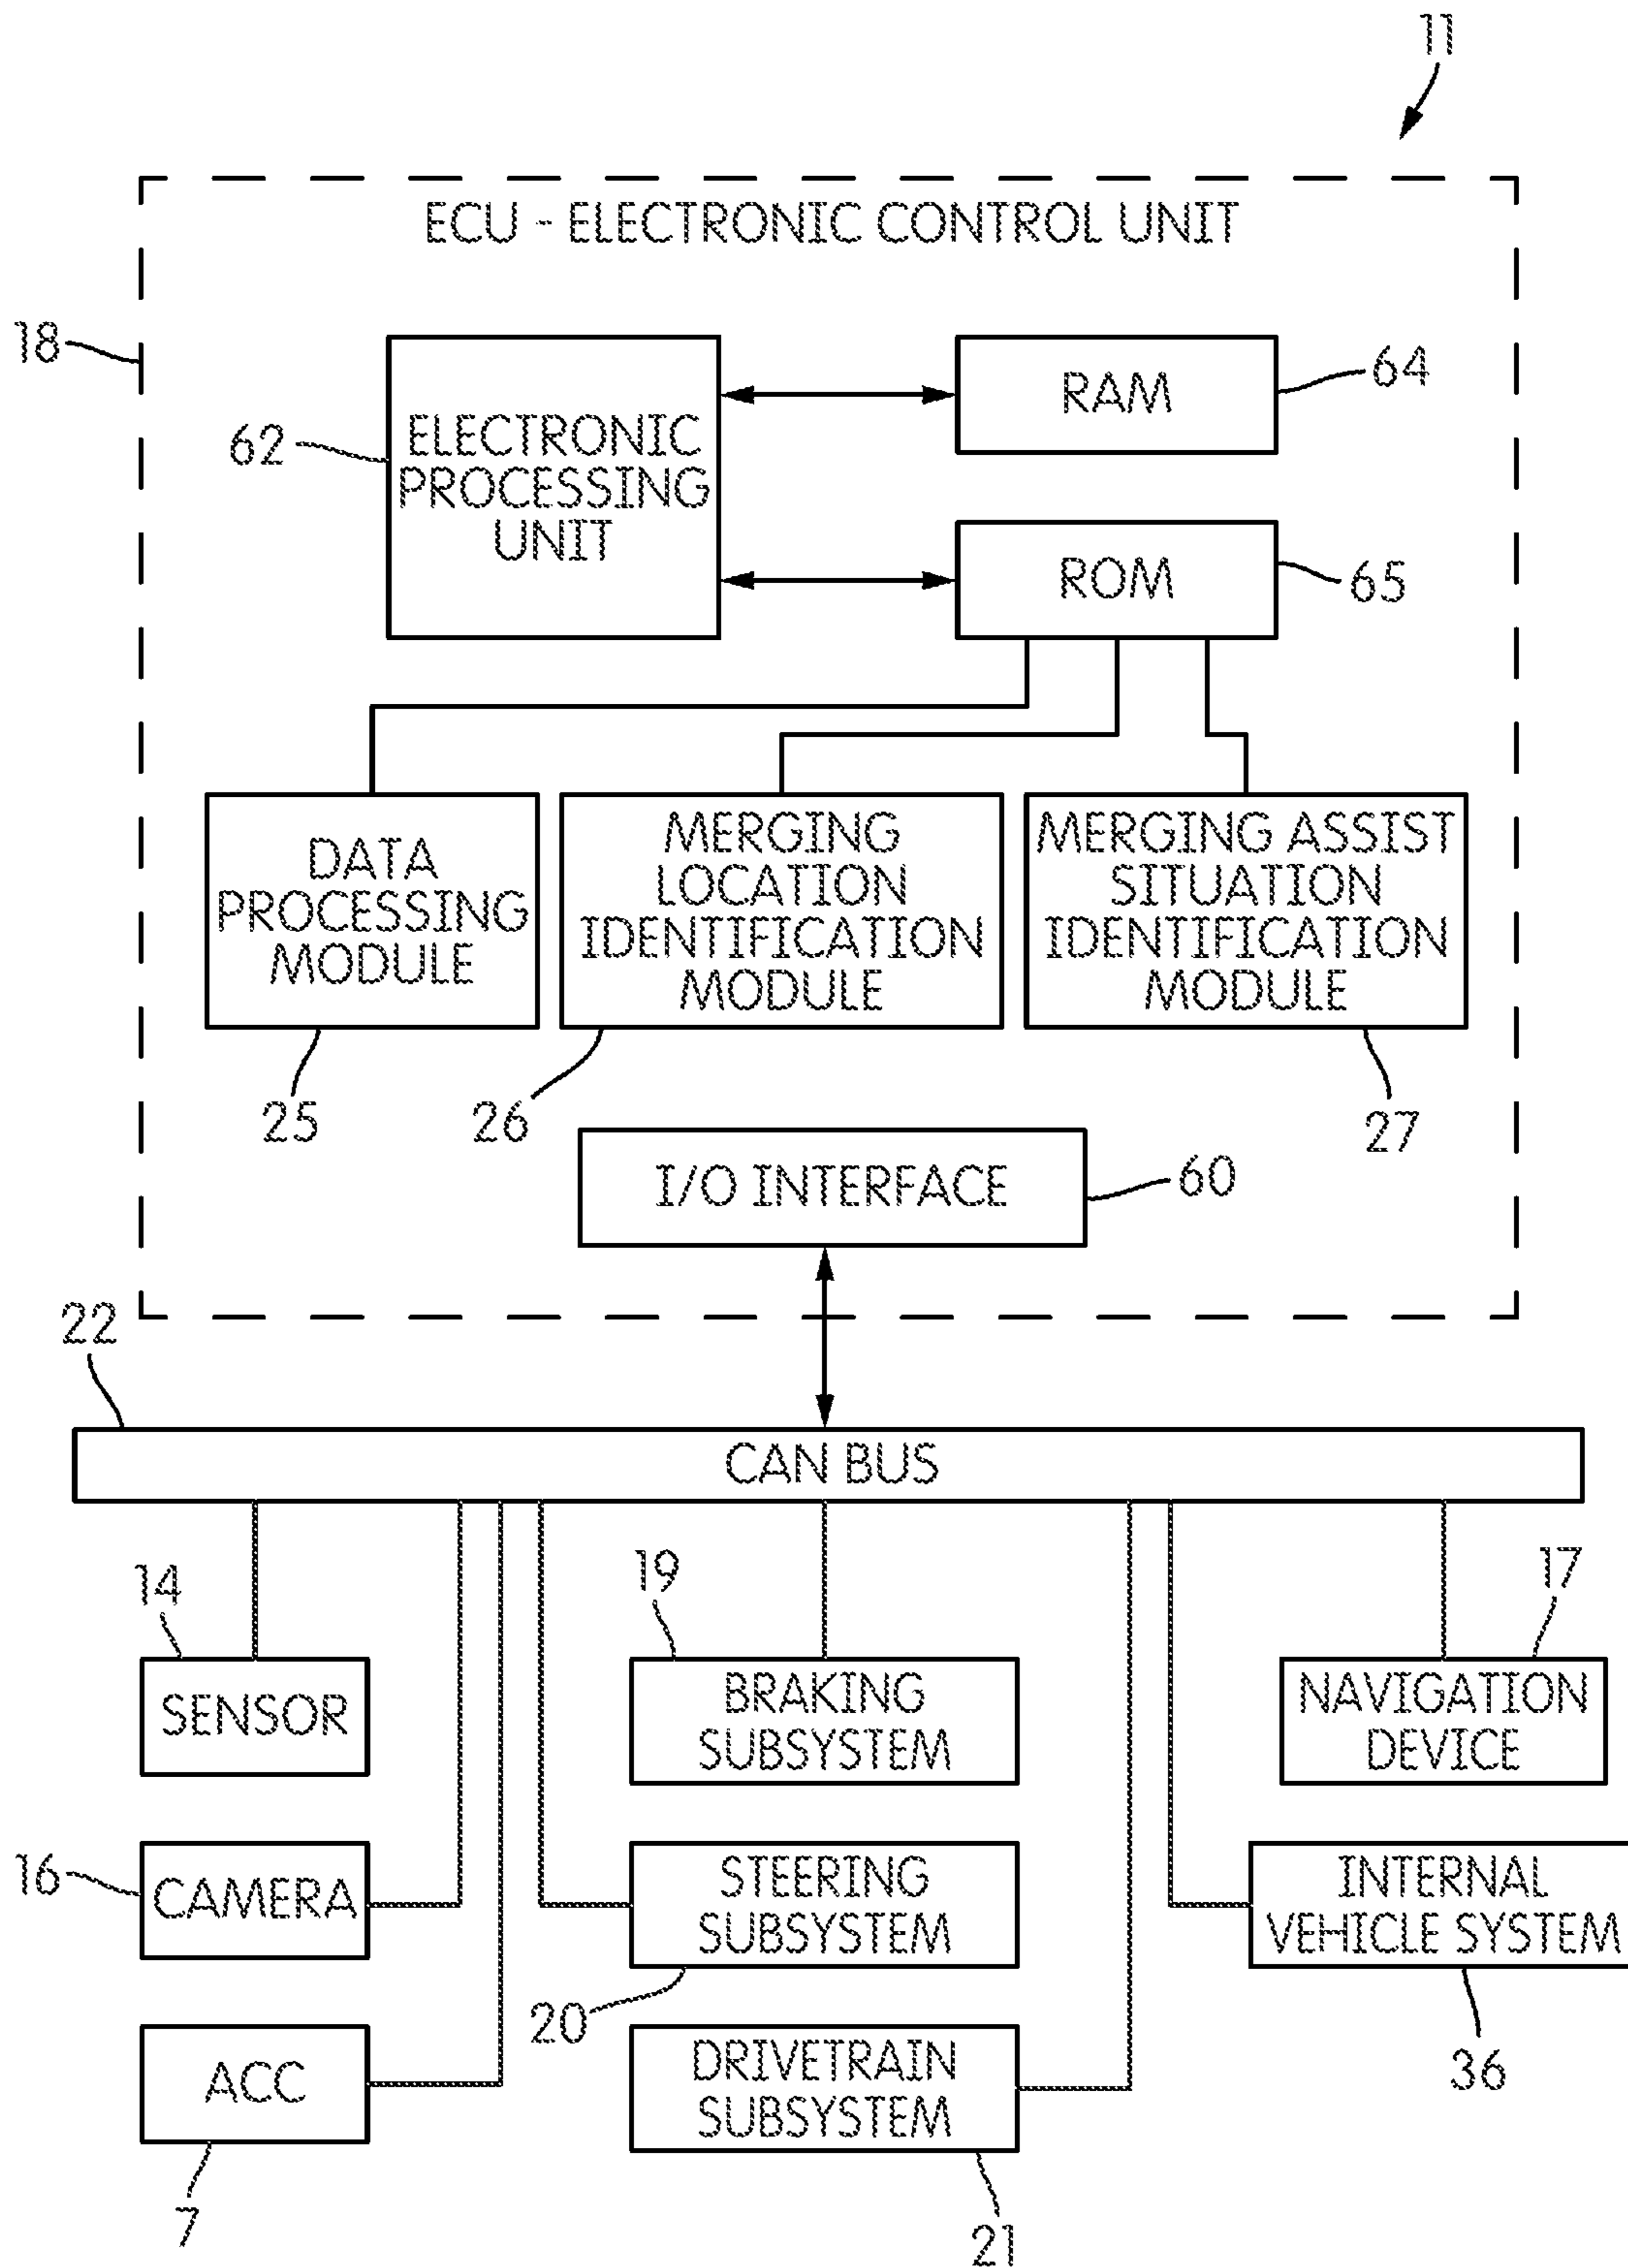 11
ECU - ELECTRONIC CONTROL UNIT
18
62
ELECTRONIC
PROCESSING
UNIT
RAM
64
ROM
65
DATA
PROCESSING
MODULE
MERGING
LOCATION
IDENTIFICATION
MODULE
MERGING ASSIST
SITUATION
IDENTIFICATION
MODULE
25
26
27
I/O INTERFACE
60
22
CAN BUS
14
19
17
SENSOR
BRAKING
SUBSYSTEM
NAVIGATION
DEVICE
16
CAMERA
STEERING
SUBSYSTEM
INTERNAL
VEHICLE SYSTEM
20
36
ACC
DRIVETRAIN
SUBSYSTEM
7
21